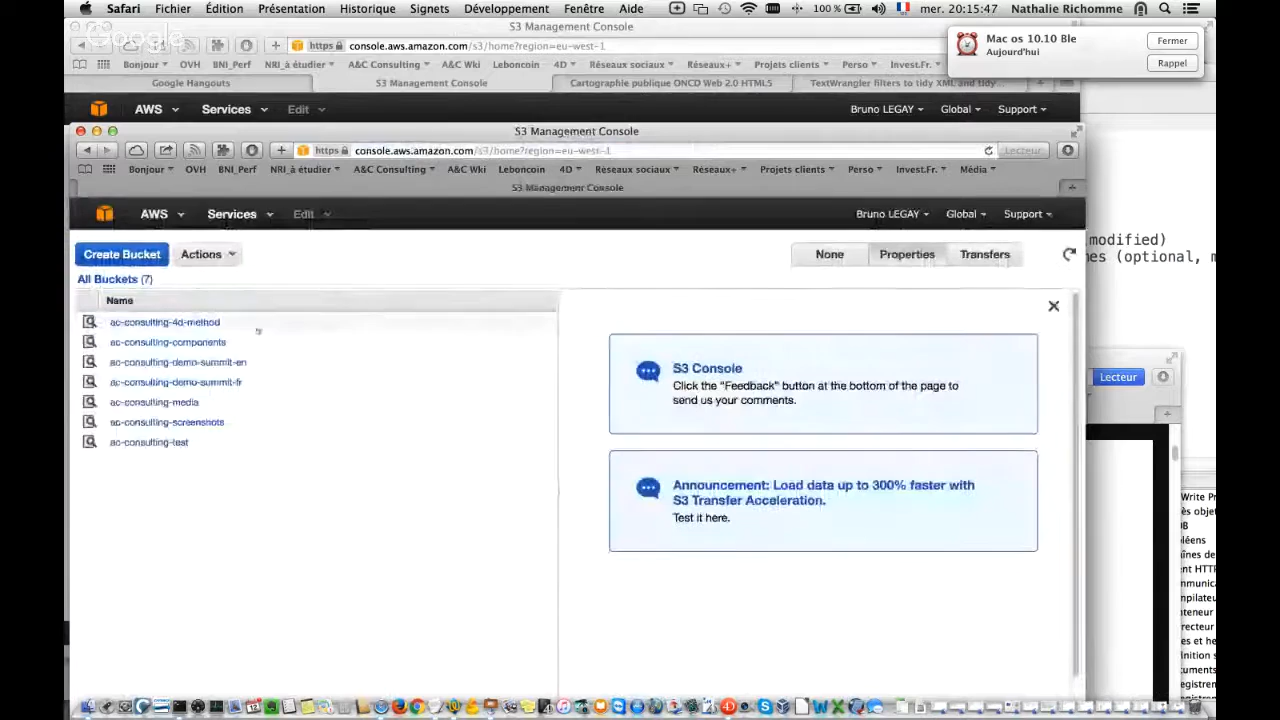 Safari Fichier Édition Présentation Historique Signets Développement Fenêtre Aide 100 % mer. 20:15:47 Nathalie Richomme
Google
S3 Management Console
https console.aws.amazon.com/s3/home?region=eu-west-1
Bonjour OVH BNI_Perf NRI_à étudier A&C Consulting A&C Wki Leboncoin 4D Réseaux sociaux Réseaux+ Projets clients Perso Invest.Fr.
Google Hangouts S3 Management Console Cartographie publique ONCD Web 2.0 HTML5 TextWrangler filters to tidy XML and tidy...
Mac os 10.10 Ble
Aujourd'hui
Fermer
Rappel
AWS Services Edit Bruno LEGAY Global Support
S3 Management Console
https console.aws.amazon.com/s3/home?region=eu-west-1 Lecteur
Bonjour OVH BNI_Perf NRI_à étudier A&C Consulting A&C Wki Leboncoin 4D Réseaux sociaux Réseaux+ Projets clients Perso Invest.Fr. Média
S3 Management Console
AWS Services Edit Bruno LEGAY Global Support
Create Bucket Actions None Properties Transfers
All Buckets (7)
Name
ac-consulting-4d-method
ac-consulting-components
ac-consulting-demo-summit-en
ac-consulting-demo-summit-fr
ac-consulting-media
ac-consulting-screenshots
ac-consulting-test
S3 Console
Click the "Feedback" button at the bottom of the page to
send us your comments.
Announcement: Load data up to 300% faster with
S3 Transfer Acceleration.
Test it here.
modified)
(optional,
Lecteur
Write